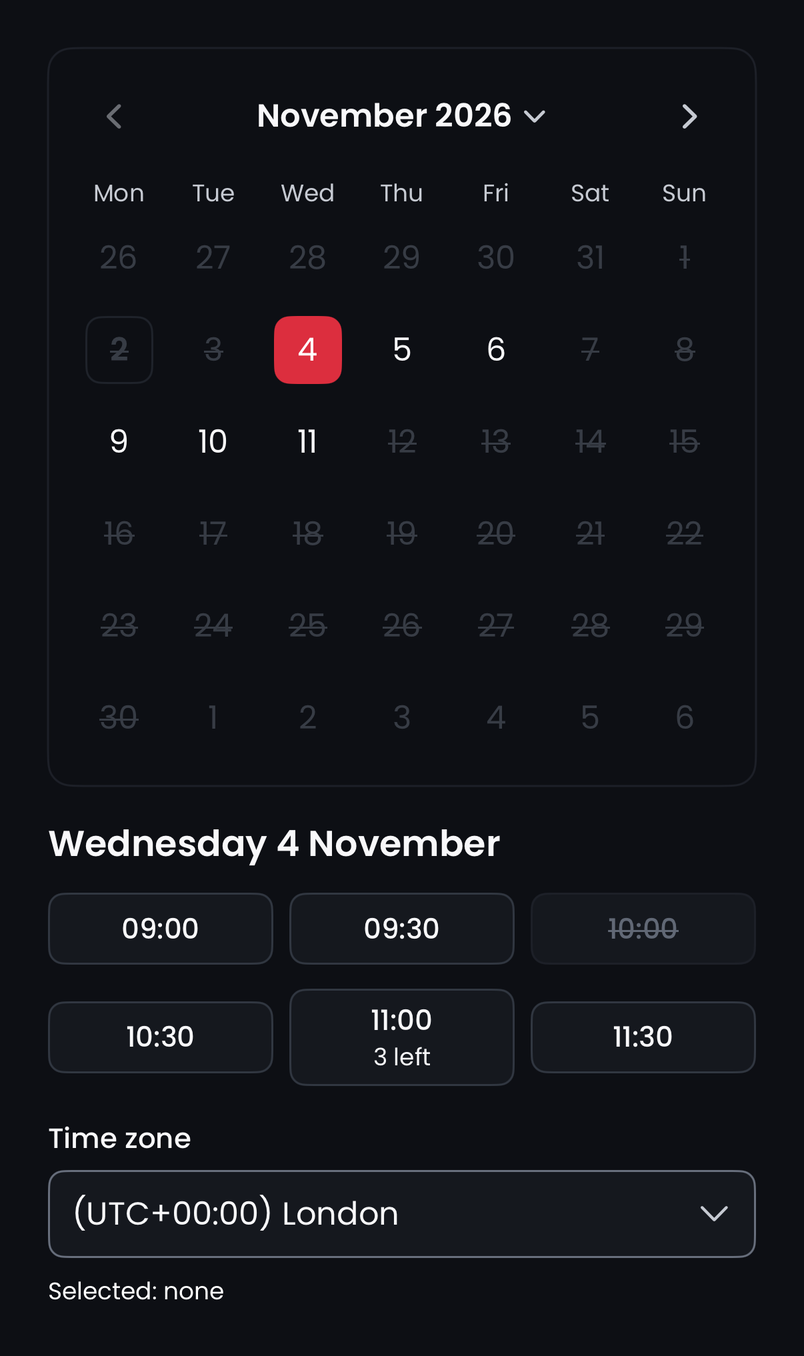 November 2026
Mon Tue Wed Thu Fri Sat Sun
26 27 28 29 30 31 1
2 3 4 5 6 7 8
9 10 11 12 13 14 15
16 17 18 19 20 21 22
23 24 25 26 27 28 29
30 1 2 3 4 5 6
Wednesday 4 November
09:00 09:30 10:00
10:30 11:00 11:30
3 left
Time zone
(UTC+00:00) London
Selected: none